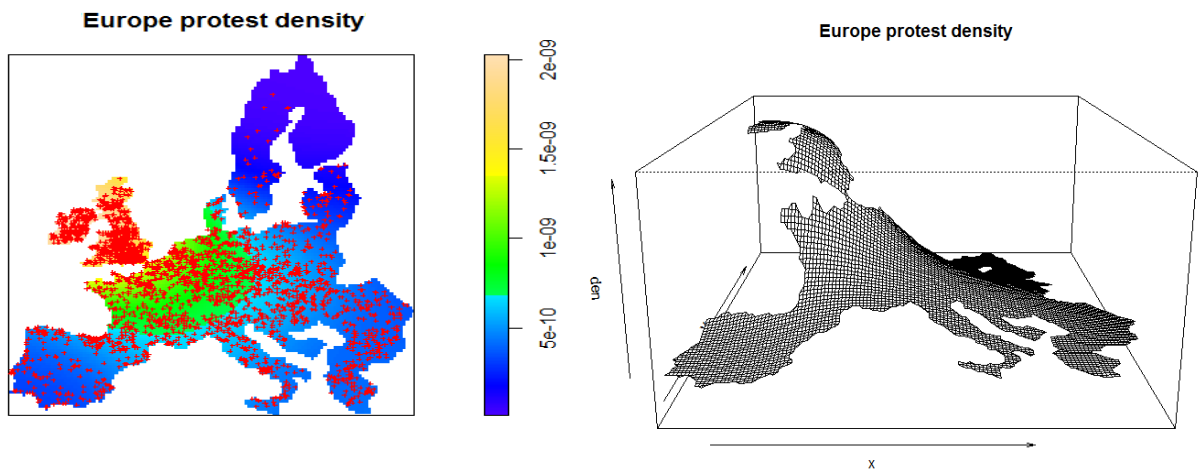 Europe protest density
2e-09
1.5e-09
1e-09
5e-10
Europe protest density
den
x